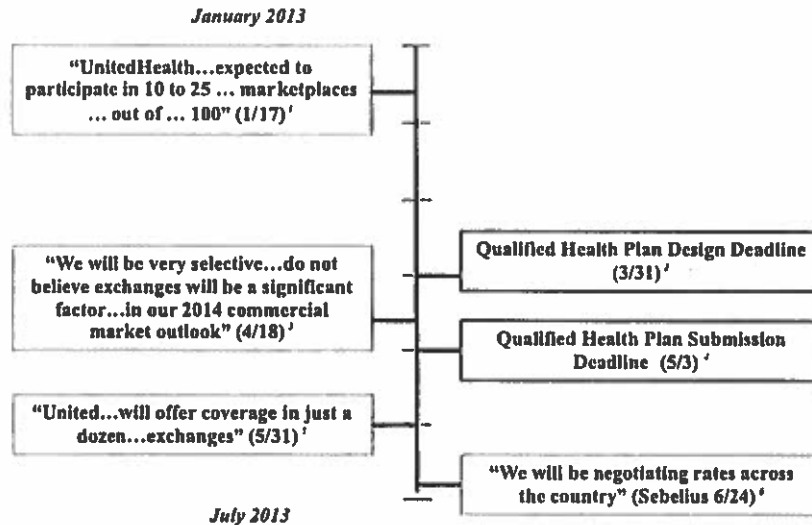 January 2013
“UnitedHealth…expected to
participate in 10 to 25 … marketplaces
… out of … 100” (1/17)
Qualified Health Plan Design Deadline
(3/31)
“We will be very selective…do not
believe exchanges will be a significant
factor…in our 2014 commercial
market outlook” (4/18)
Qualified Health Plan Submission
Deadline (5/3)
“United…will offer coverage in just a
dozen…exchanges” (5/31)
“We will be negotiating rates across
the country” (Sebelius 6/24)
July 2013